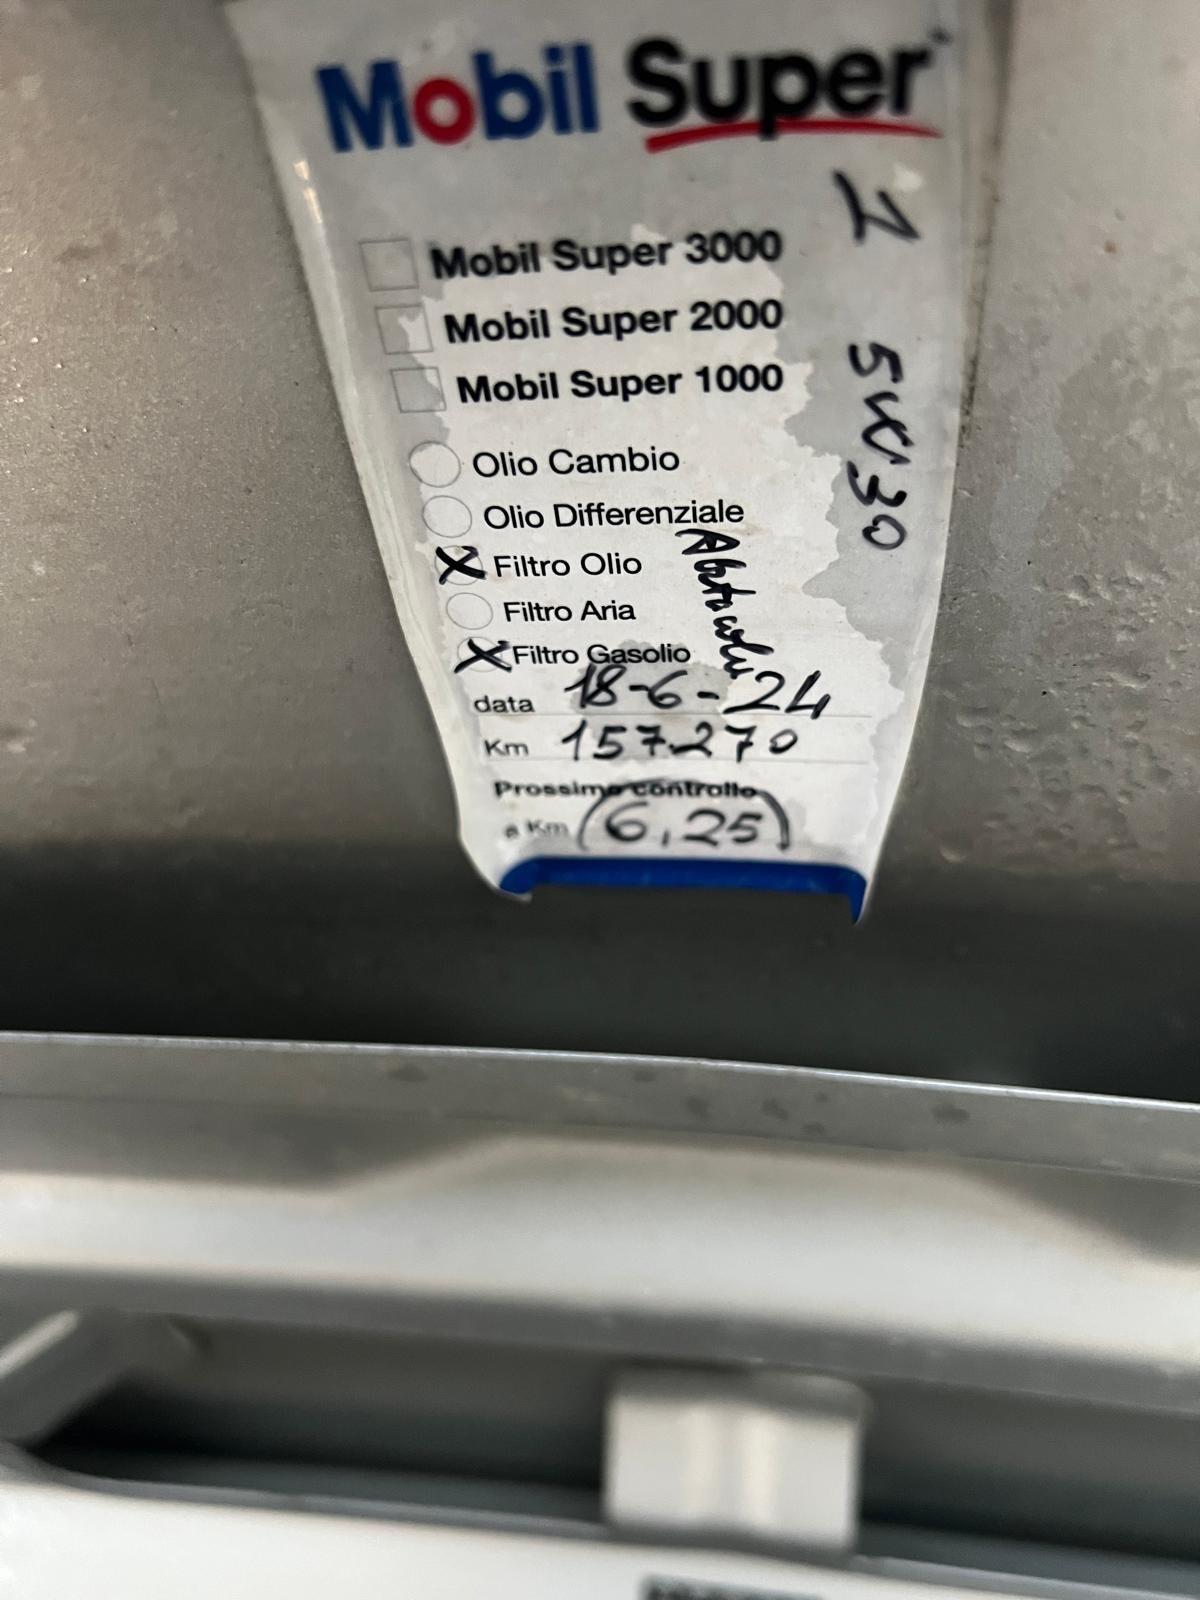 Mobil Super
Mobil Super 3000
Mobil Super 2000
Mobil Super 1000
Olio Cambio
Olio Differenziale
X Filtro Olio
Filtro Aria
X Filtro Gasolio
data 18-6-24
Km 157270
Prossimo controllo
a Km (6,25)
5W30